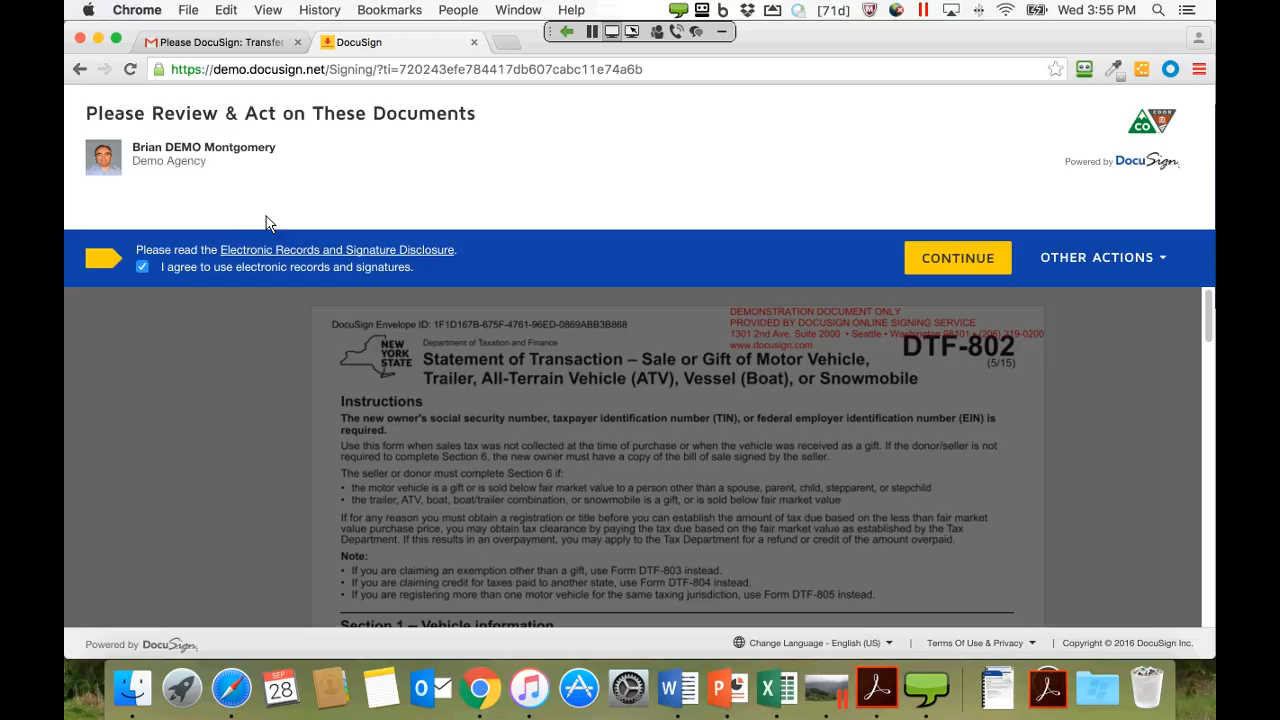 Chrome File Edit View History Bookmarks People Window Help [71d] Wed 3:55 PM
Please DocuSign: Transfer DocuSign
https://demo.docusign.net/Signing/?ti=720243efe784417db607cabc11e74a6b
Please Review & Act on These Documents
Brian DEMO Montgomery
Demo Agency
CO COOK
Powered by DocuSign
Please read the Electronic Records and Signature Disclosure.
I agree to use electronic records and signatures.
CONTINUE OTHER ACTIONS
DocuSign Envelope ID: 1F1D167B-675F-4761-96ED-0869ABB3B868
DEMONSTRATION DOCUMENT ONLY
PROVIDED BY DOCUSIGN ONLINE SIGNING SERVICE
1301 2nd Ave, Suite 2000 • Seattle • Washington 98101 • (206) 219-0200
www.docusign.com
NEW
YORK
STATE
Department of Taxation and Finance
Statement of Transaction – Sale or Gift of Motor Vehicle,
Trailer, All-Terrain Vehicle (ATV), Vessel (Boat), or Snowmobile
DTF-802
(5/15)
Instructions
The new owner's social security number, taxpayer identification number (TIN), or federal employer identification number (EIN) is
required.
Use this form when sales tax was not collected at the time of purchase or when the vehicle was received as a gift. If the donor/seller is not
required to complete Section 6, the new owner must have a copy of the bill of sale signed by the seller.
The seller or donor must complete Section 6 if:
• the motor vehicle is a gift or is sold below fair market value to a person other than a spouse, parent, child, stepparent, or stepchild
• the trailer, ATV, boat, boat/trailer combination, or snowmobile is a gift, or is sold below fair market value
If for any reason you must obtain a registration or title before you can establish the amount of tax due based on the less than fair market
value purchase price, you may obtain tax clearance by paying the tax due based on fair market value as established by the Tax
Department. If this results in an overpayment, you may apply to the Tax Department for a refund or credit of the amount overpaid.
Note:
• If you are claiming an exemption other than a gift, use Form DTF-803 instead.
• If you are claiming credit for taxes paid to another state, use Form DTF-804 instead.
• If you are registering more than one motor vehicle for the same taxing jurisdiction, use Form DTF-805 instead.
Section 1 – Vehicle information
Powered by DocuSign Change Language - English (US) | Terms Of Use & Privacy | Copyright © 2016 DocuSign Inc.
SEP
28